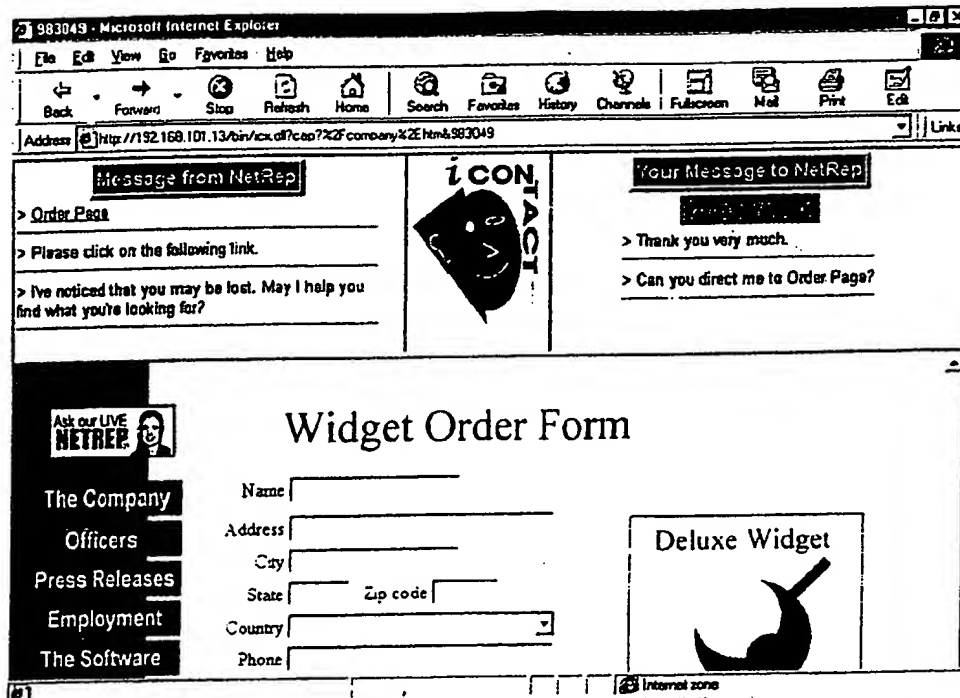 983049 - Microsoft Internet Explorer
File Edit View Go Favorites Help
Back Forward Stop Refresh Home Search Favorites History Channels Fullscreen Mail Print Edit
Address http://192.168.101.13/bin/icx.dll?cap?%2Fcompany%2Ehtm&983049 Links
Message from NetRep
> Order Page
> Please click on the following link.
> I've noticed that you may be lost. May I help you
find what you're looking for?
iCONTACT
Your Message to NetRep
> Thank you very much.
> Can you direct me to Order Page?
Ask our LIVE
NETREP
The Company
Officers
Press Releases
Employment
The Software
Widget Order Form
Name
Address
City
State Zip code
Country
Phone
Deluxe Widget
Internet zone